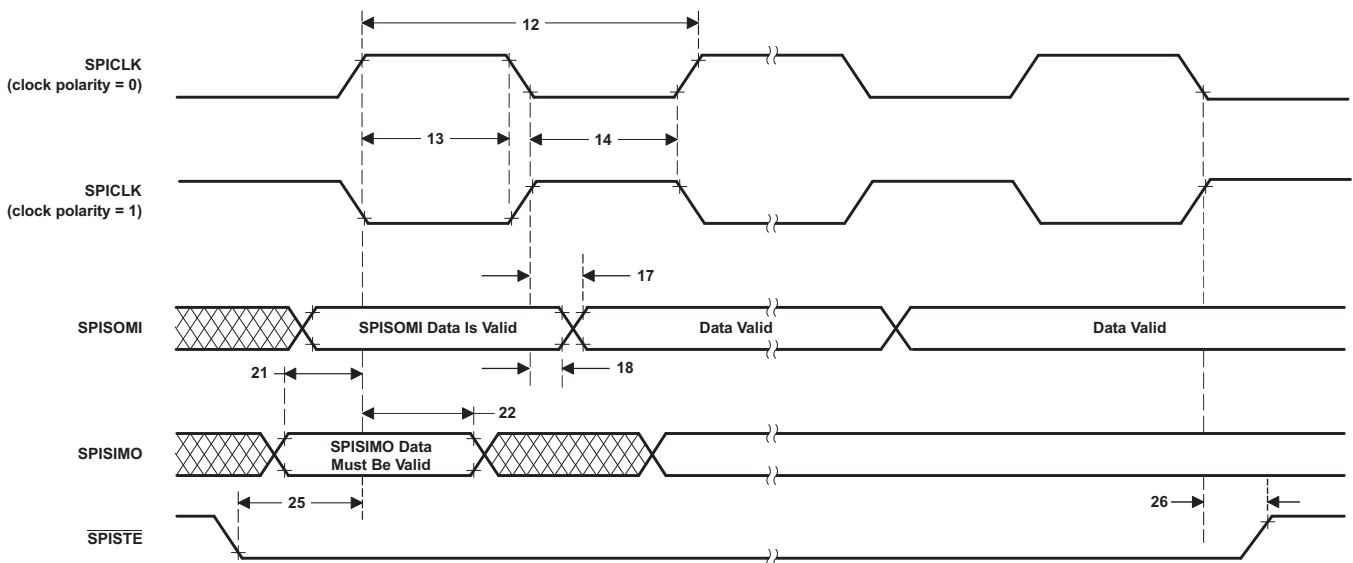 12
SPICLK
(clock polarity = 0)
13
14
SPICLK
(clock polarity = 1)
17
SPISOMI
SPISOMI Data Is Valid
Data Valid
Data Valid
21
18
22
SPISIMO
SPISIMO Data
Must Be Valid
25
26
SPISTE